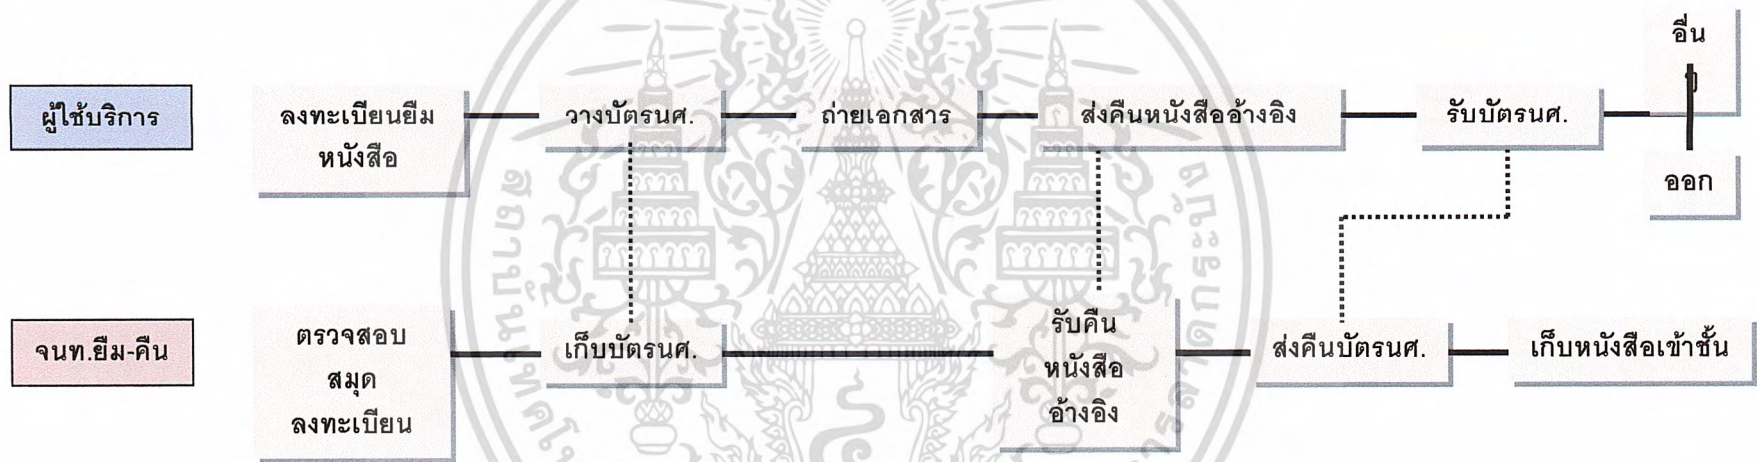 อื่น
ๆ
ผู้ใช้บริการ
ลงทะเบียนยืม
หนังสือ
วางบัตรนศ.
ถ่ายเอกสาร
ส่งคืนหนังสืออ้างอิง
รับบัตรนศ.
ออก
จนท.ยืม-คืน
ตรวจสอบ
สมุด
ลงทะเบียน
เก็บบัตรนศ.
รับคืน
หนังสือ
อ้างอิง
ส่งคืนบัตรนศ.
เก็บหนังสือเข้าชั้น